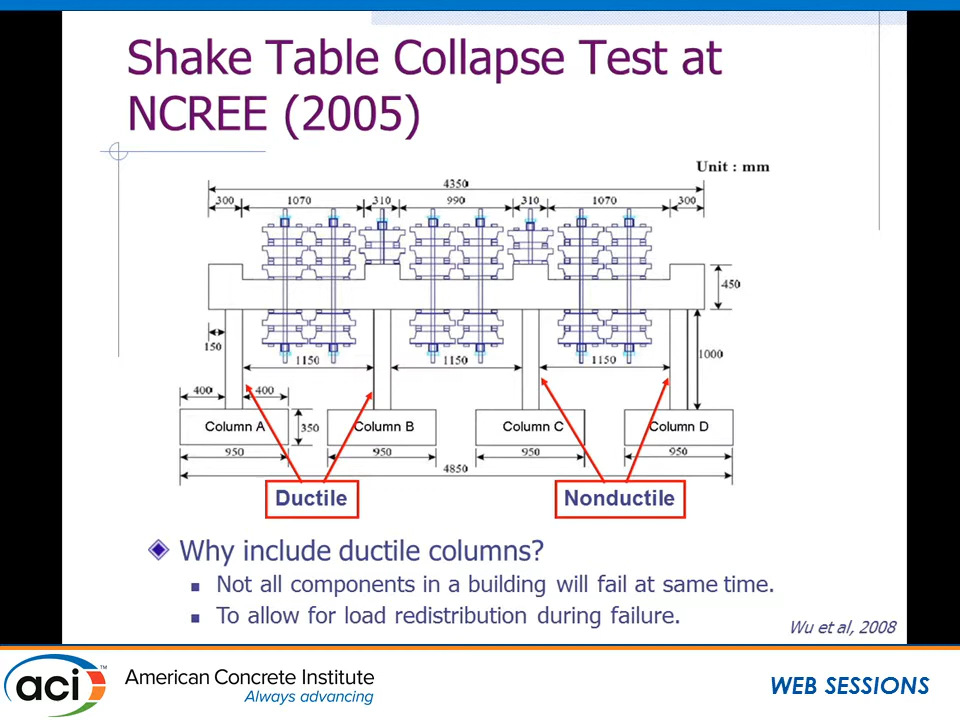 Shake Table Collapse Test at
NCREE (2005)
Unit : mm
4350
300 1070 310 990 310 1070 300
450
150 1150 1150 1150 1000
400 400
Column A Column B Column C Column D
350
950 950 950 950
4850
Ductile Nonductile
Why include ductile columns?
Not all components in a building will fail at same time.
To allow for load redistribution during failure.
Wu et al, 2008
aci™ American Concrete Institute
Always advancing
WEB SESSIONS